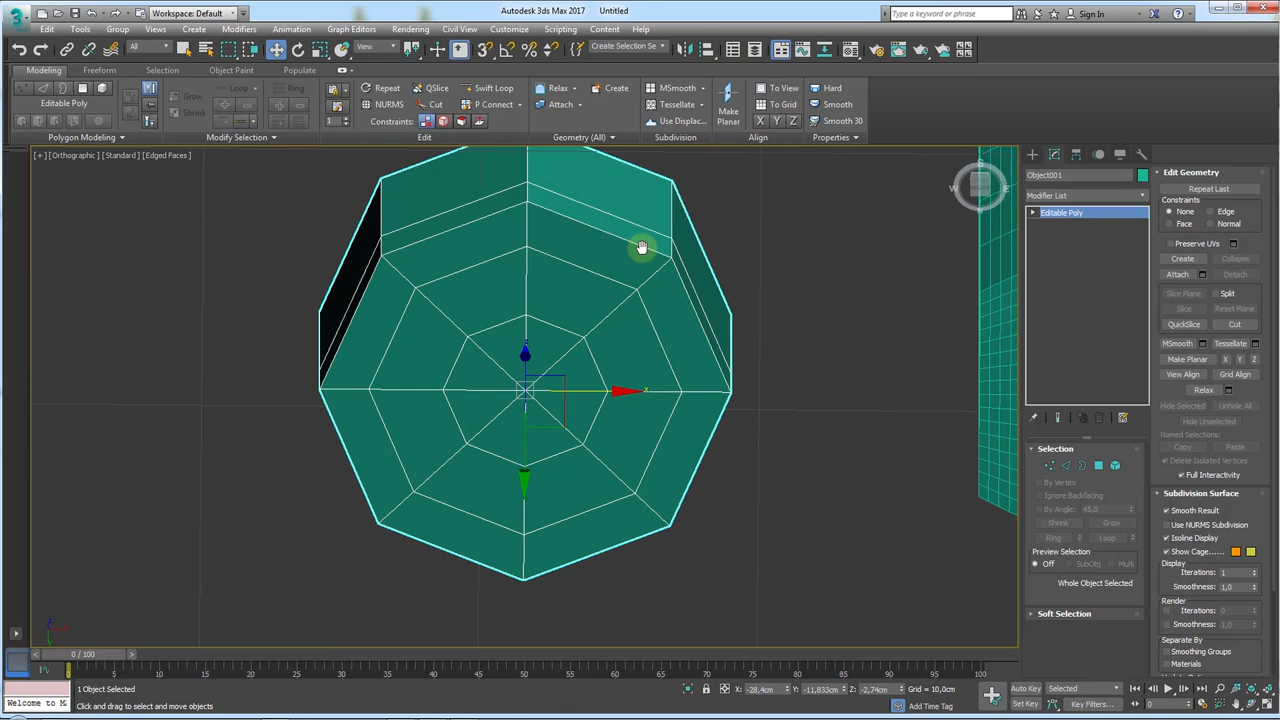 Workspace: Default
Autodesk 3ds Max 2017 Untitled
Type a keyword or phrase
Sign In
Edit Tools Group Views Create Modifiers Animation Graph Editors Rendering Civil View Customize Scripting Content Help
All
View
Create Selection Se
Modeling Freeform Selection Object Paint Populate
Loop Ring
Repeat QSlice Swift Loop
Relax Create
MSmooth
To View
Hard
Grow
NURMS Cut P Connect
Attach
Tessellate
To Grid
Smooth
Editable Poly
Shrink
Make Planar
1
Constraints:
Use Displac...
X Y Z
Smooth 30
Polygon Modeling Modify Selection Edit Geometry (All) Subdivision Align Properties
[+] [Orthographic] [Standard] [Edged Faces]
S
W
E
x
Object001
Modifier List
Editable Poly
Edit Geometry
Repeat Last
Constraints
None Edge
Face Normal
Preserve UVs
Create Collapse
Attach Detach
Slice Plane Split
Slice Reset Plane
QuickSlice Cut
MSmooth Tessellate
Make Planar X Y Z
View Align Grid Align
Relax
Hide Selected Unhide All
Hide Unselected
Named Selections:
Copy Paste
Delete Isolated Vertices
Full Interactivity
Selection
By Vertex
Ignore Backfacing
By Angle: 45,0
Shrink Grow
Ring Loop
Preview Selection
Off SubObj Multi
Whole Object Selected
Soft Selection
Subdivision Surface
Smooth Result
Use NURMS Subdivision
Isoline Display
Show Cage......
Display
Iterations: 1
Smoothness: 1,0
Render
Iterations: 0
Smoothness: 1,0
Separate By
Smoothing Groups
Materials
0 / 100
0 5 10 15 20 25 30 35 40 45 50 55 60 65 70 75 80 85 90 95 100
1 Object Selected
X: -28,4cm Y: -11,833cm Z: -2,74cm Grid = 10,0cm
Auto Key Selected
Welcome to M
Click and drag to select and move objects
Add Time Tag
Set Key Key Filters... 0